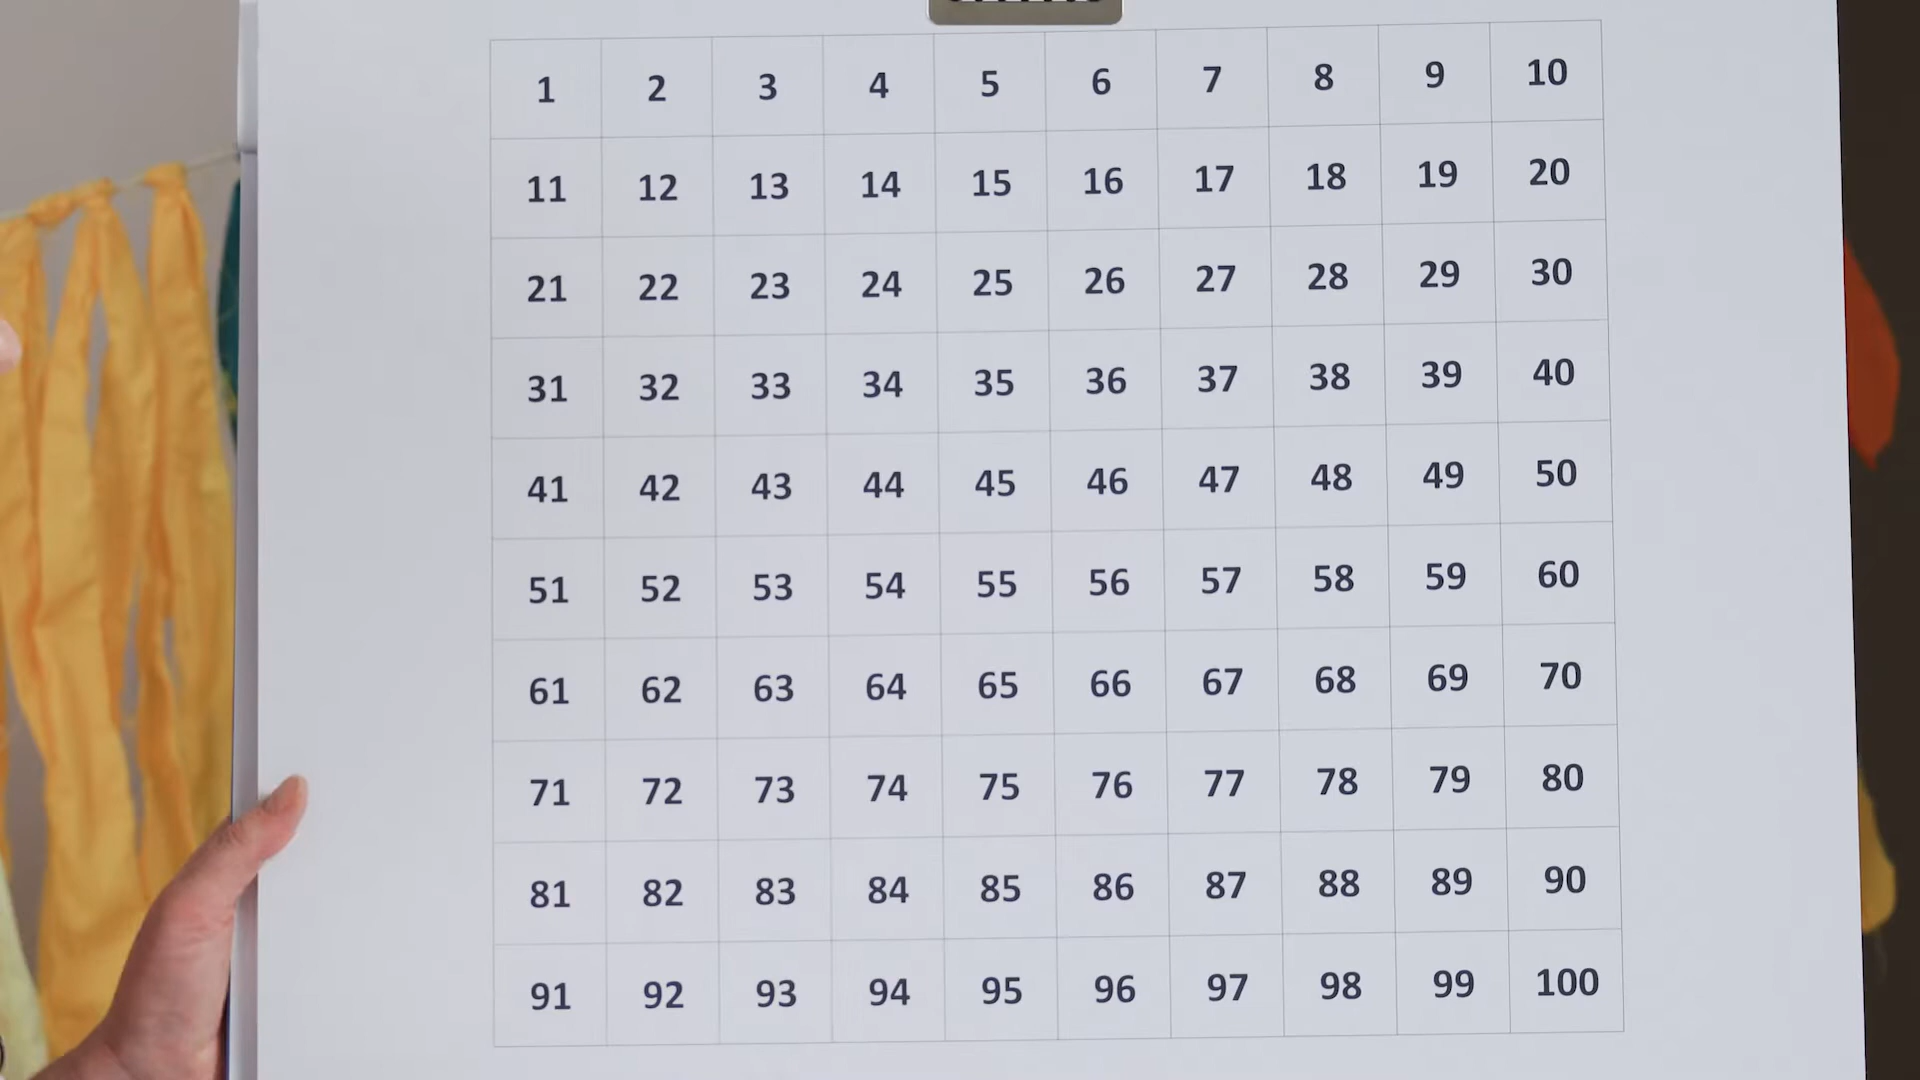 1 2 3 4 5 6 7 8 9 10
11 12 13 14 15 16 17 18 19 20
21 22 23 24 25 26 27 28 29 30
31 32 33 34 35 36 37 38 39 40
41 42 43 44 45 46 47 48 49 50
51 52 53 54 55 56 57 58 59 60
61 62 63 64 65 66 67 68 69 70
71 72 73 74 75 76 77 78 79 80
81 82 83 84 85 86 87 88 89 90
91 92 93 94 95 96 97 98 99 100